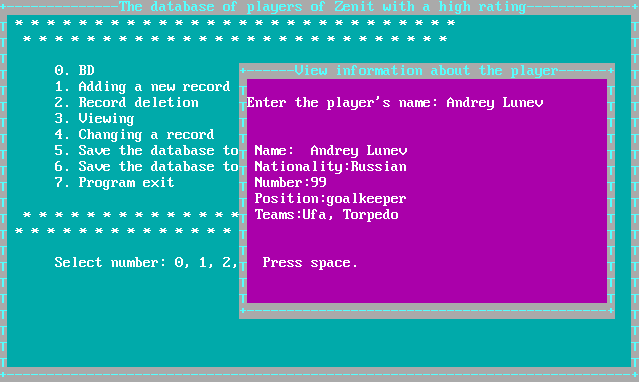 The database of players of Zenit with a high rating
* * * * * * * * * * * * * * * * * * * * * * * * * * * *
* * * * * * * * * * * * * * * * * * * * * * * * * * *
0. BD
1. Adding a new record
2. Record deletion
3. Viewing
4. Changing a record
5. Save the database to
6. Save the database to
7. Program exit
* * * * * * * * * * * * * *
* * * * * * * * * * * * * *
Select number: 0, 1, 2,
View information about the player
Enter the player's name: Andrey Lunev
Name: Andrey Lunev
Nationality:Russian
Number:99
Position:goalkeeper
Teams:Ufa, Torpedo
Press space.